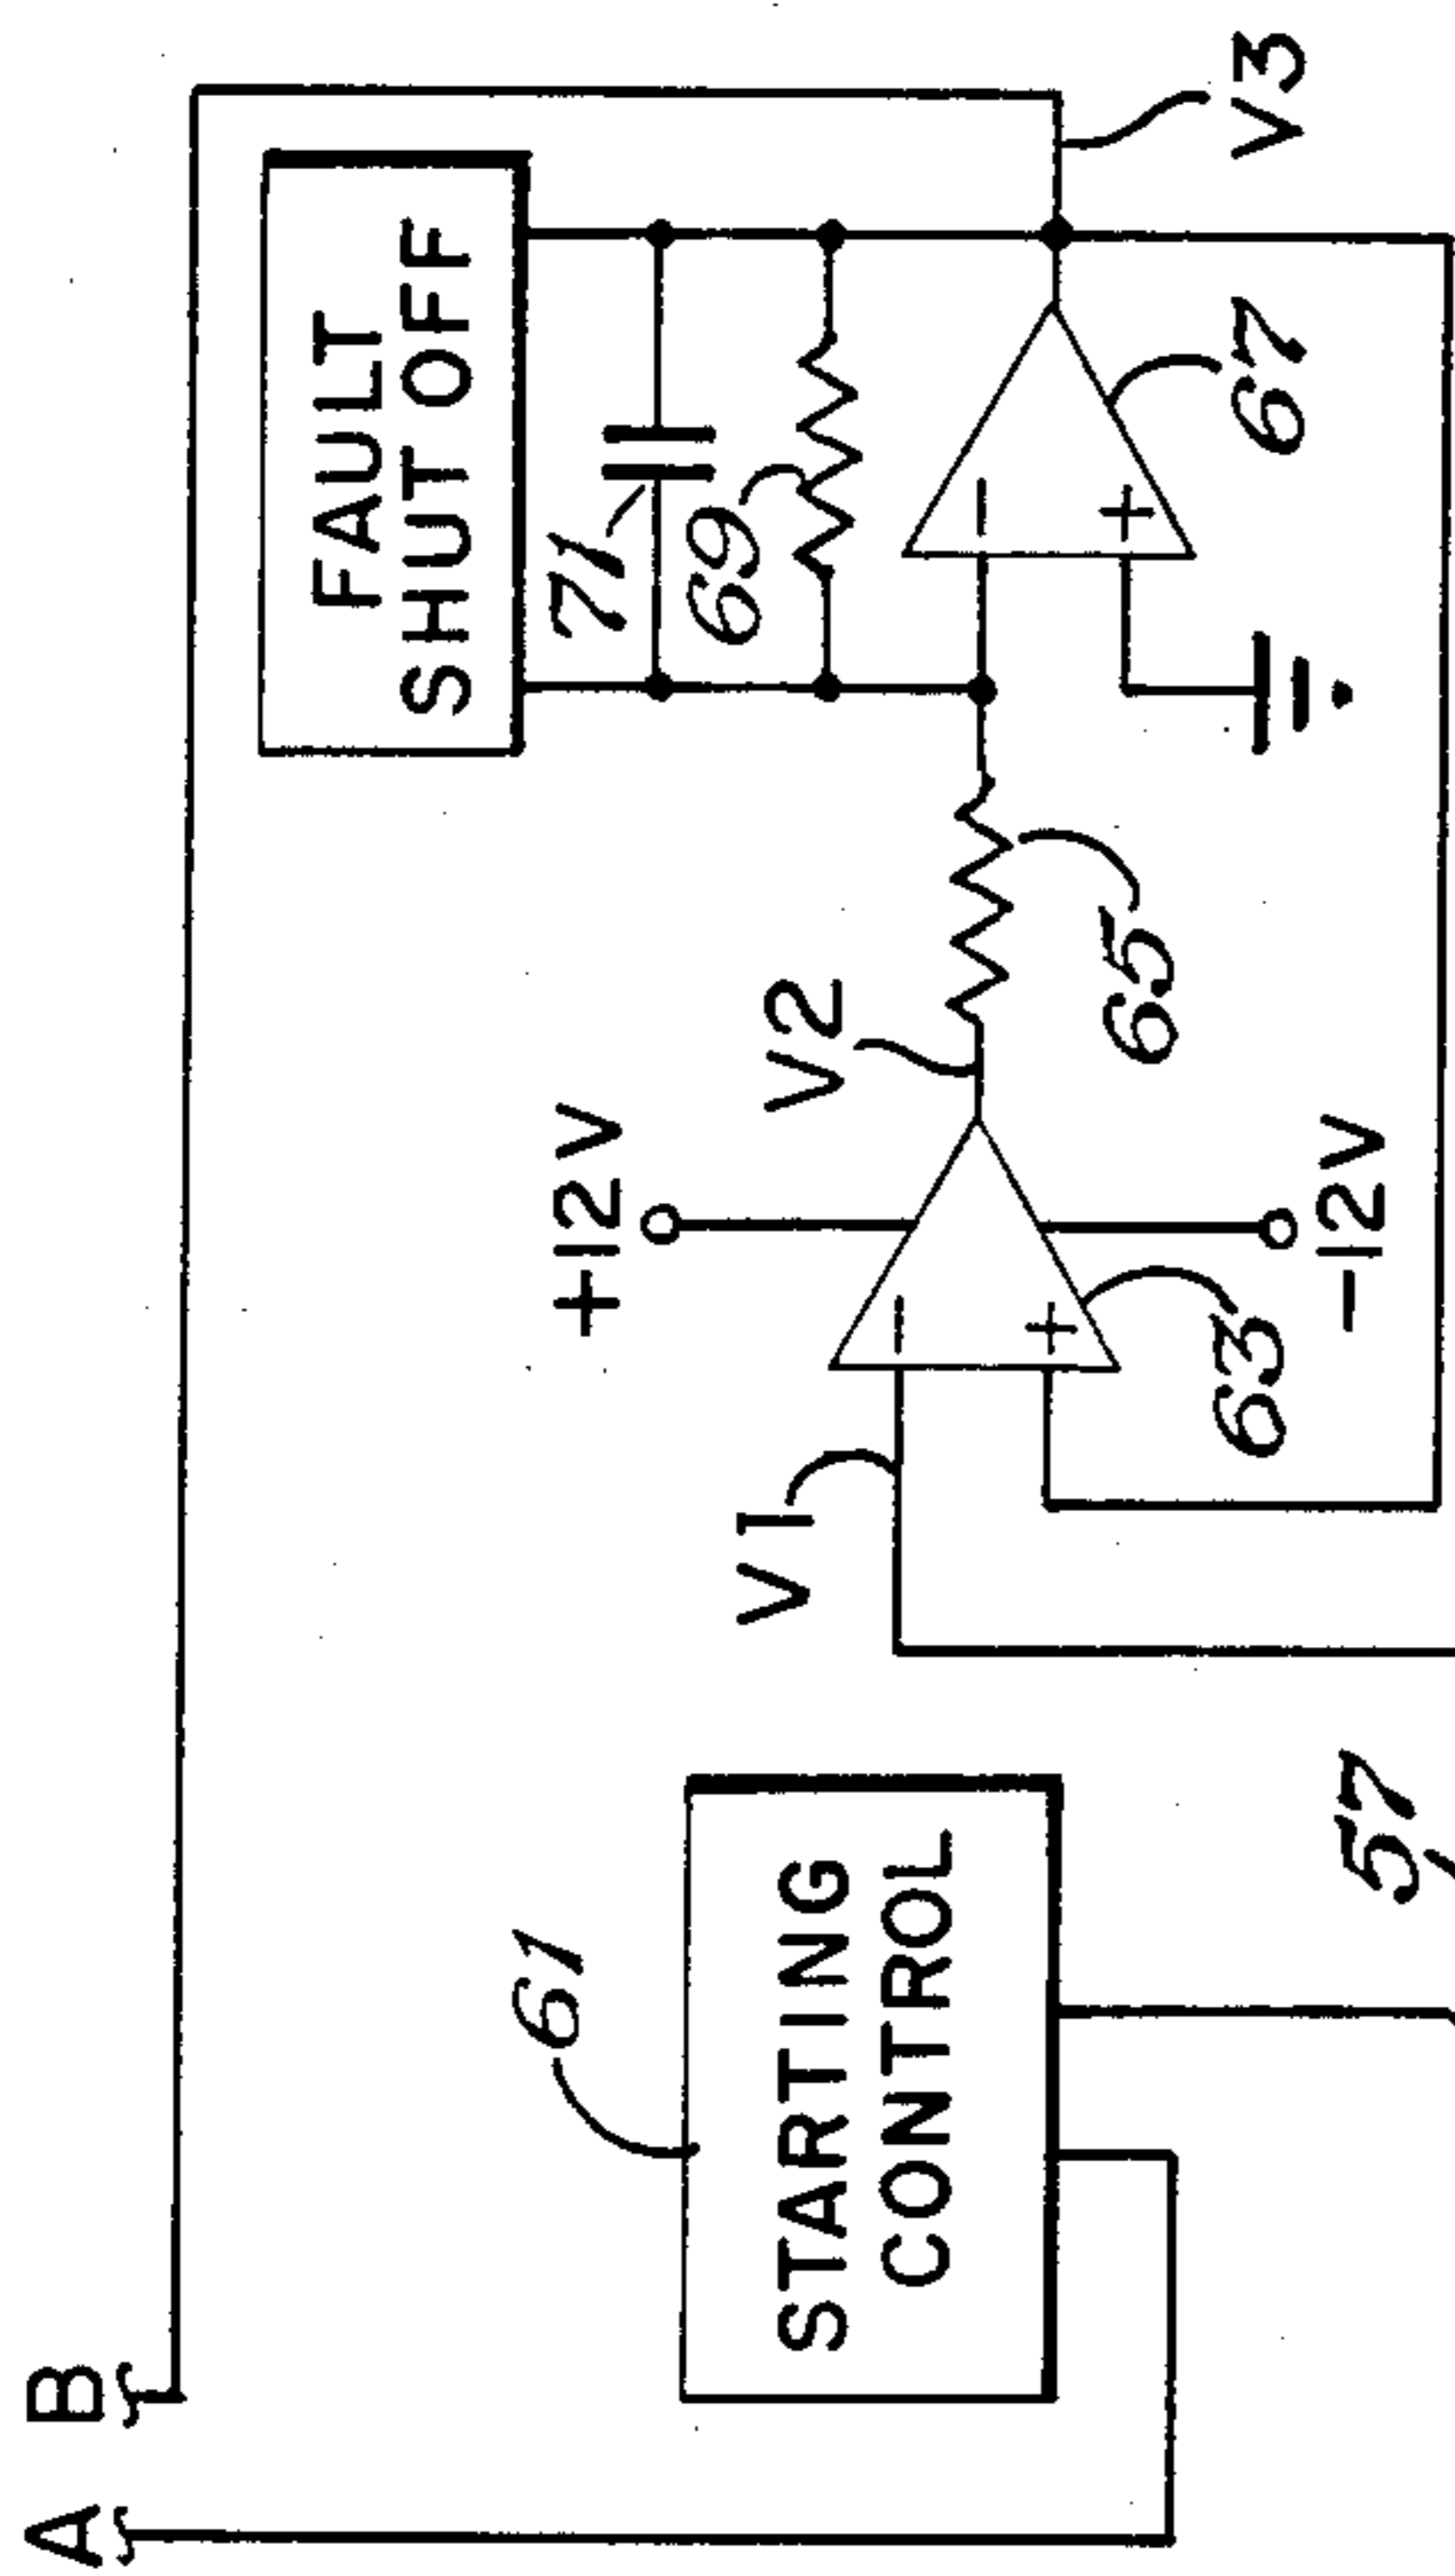 A
B
61
STARTING
CONTROL
57
V1
+12V
V2
63
-12V
65
FAULT
SHUT OFF
71
69
67
V3